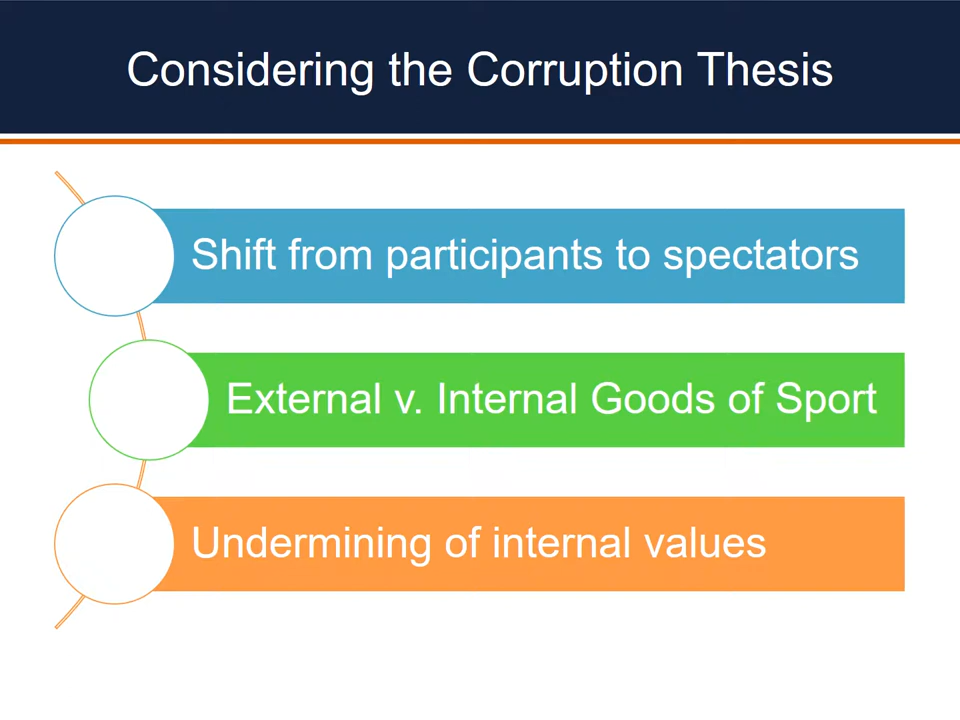 Considering the Corruption Thesis
Shift from participants to spectators
External v. Internal Goods of Sport
Undermining of internal values